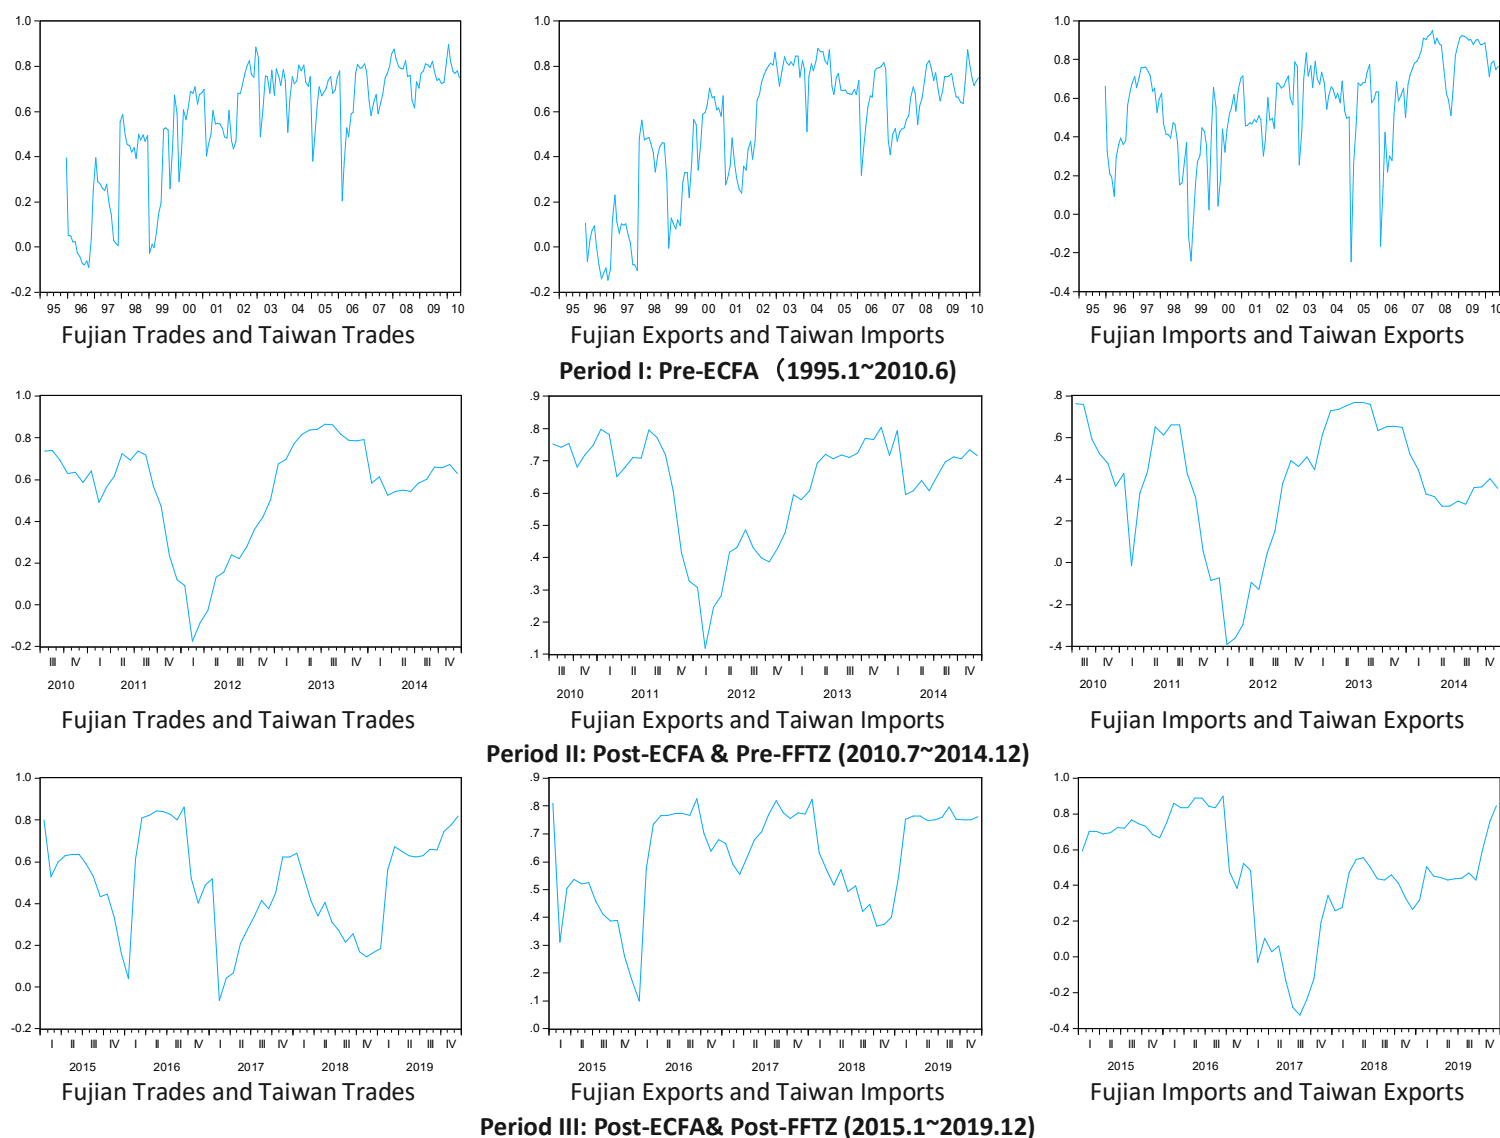 1.0 1.0 1.0
0.8 0.8 0.8
0.6 0.6 0.6
0.4 0.4 0.4
0.2 0.2 0.2
0.0 0.0 0.0
-0.2
-0.2 -0.2 -0.4
95 96 97 98 99 00 01 02 03 04 05 06 07 08 09 10 95 96 97 98 99 00 01 02 03 04 05 06 07 08 09 10 95 96 97 98 99 00 01 02 03 04 05 06 07 08 09 10
Fujian Trades and Taiwan Trades Fujian Exports and Taiwan Imports Fujian Imports and Taiwan Exports
Period I: Pre-ECFA（1995.1~2010.6)
1.0 .9 .8
0.8 .8 .6
0.6 .7 .4
0.4 .6 .2
0.2 .5 .0
0.0 .4 -.2
-0.2 .3 -.4
.2
.1
III IV I II III IV I II III IV I II III IV I II III IV III IV I II III IV I II III IV I II III IV I II III IV III IV I II III IV I II III IV I II III IV I II III IV
2010 2011 2012 2013 2014 2010 2011 2012 2013 2014 2010 2011 2012 2013 2014
Fujian Trades and Taiwan Trades Fujian Exports and Taiwan Imports Fujian Imports and Taiwan Exports
Period II: Post-ECFA & Pre-FFTZ (2010.7~2014.12)
1.0 .9 1.0
0.8 .8 0.8
0.6 .7 0.6
0.4 .6 0.4
0.2 .5 0.2
0.0 .4 0.0
-0.2 .3 -0.2
.2 -0.4
.1
.0
I II III IV I II III IV I II III IV I II III IV I II III IV I II III IV I II III IV I II III IV I II III IV I II III IV I II III IV I II III IV I II III IV I II III IV I II III IV
2015 2016 2017 2018 2019 2015 2016 2017 2018 2019 2015 2016 2017 2018 2019
Fujian Trades and Taiwan Trades Fujian Exports and Taiwan Imports Fujian Imports and Taiwan Exports
Period III: Post-ECFA& Post-FFTZ (2015.1~2019.12)